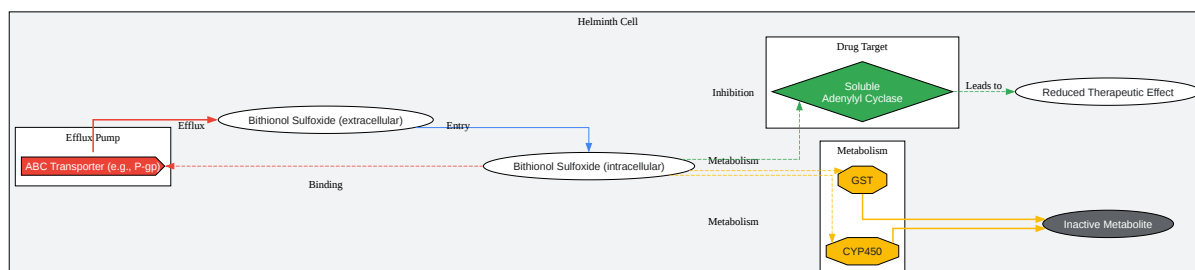 Helminth Cell
Drug Target
Soluble
Adenylyl Cyclase
Leads to
Reduced Therapeutic Effect
Inhibition
Bithionol Sulfoxide (extracellular)
Efflux
Entry
Efflux Pump
ABC Transporter (e.g., P-gp)
Bithionol Sulfoxide (intracellular)
Binding
Metabolism
Metabolism
Metabolism
GST
CYP450
Inactive Metabolite